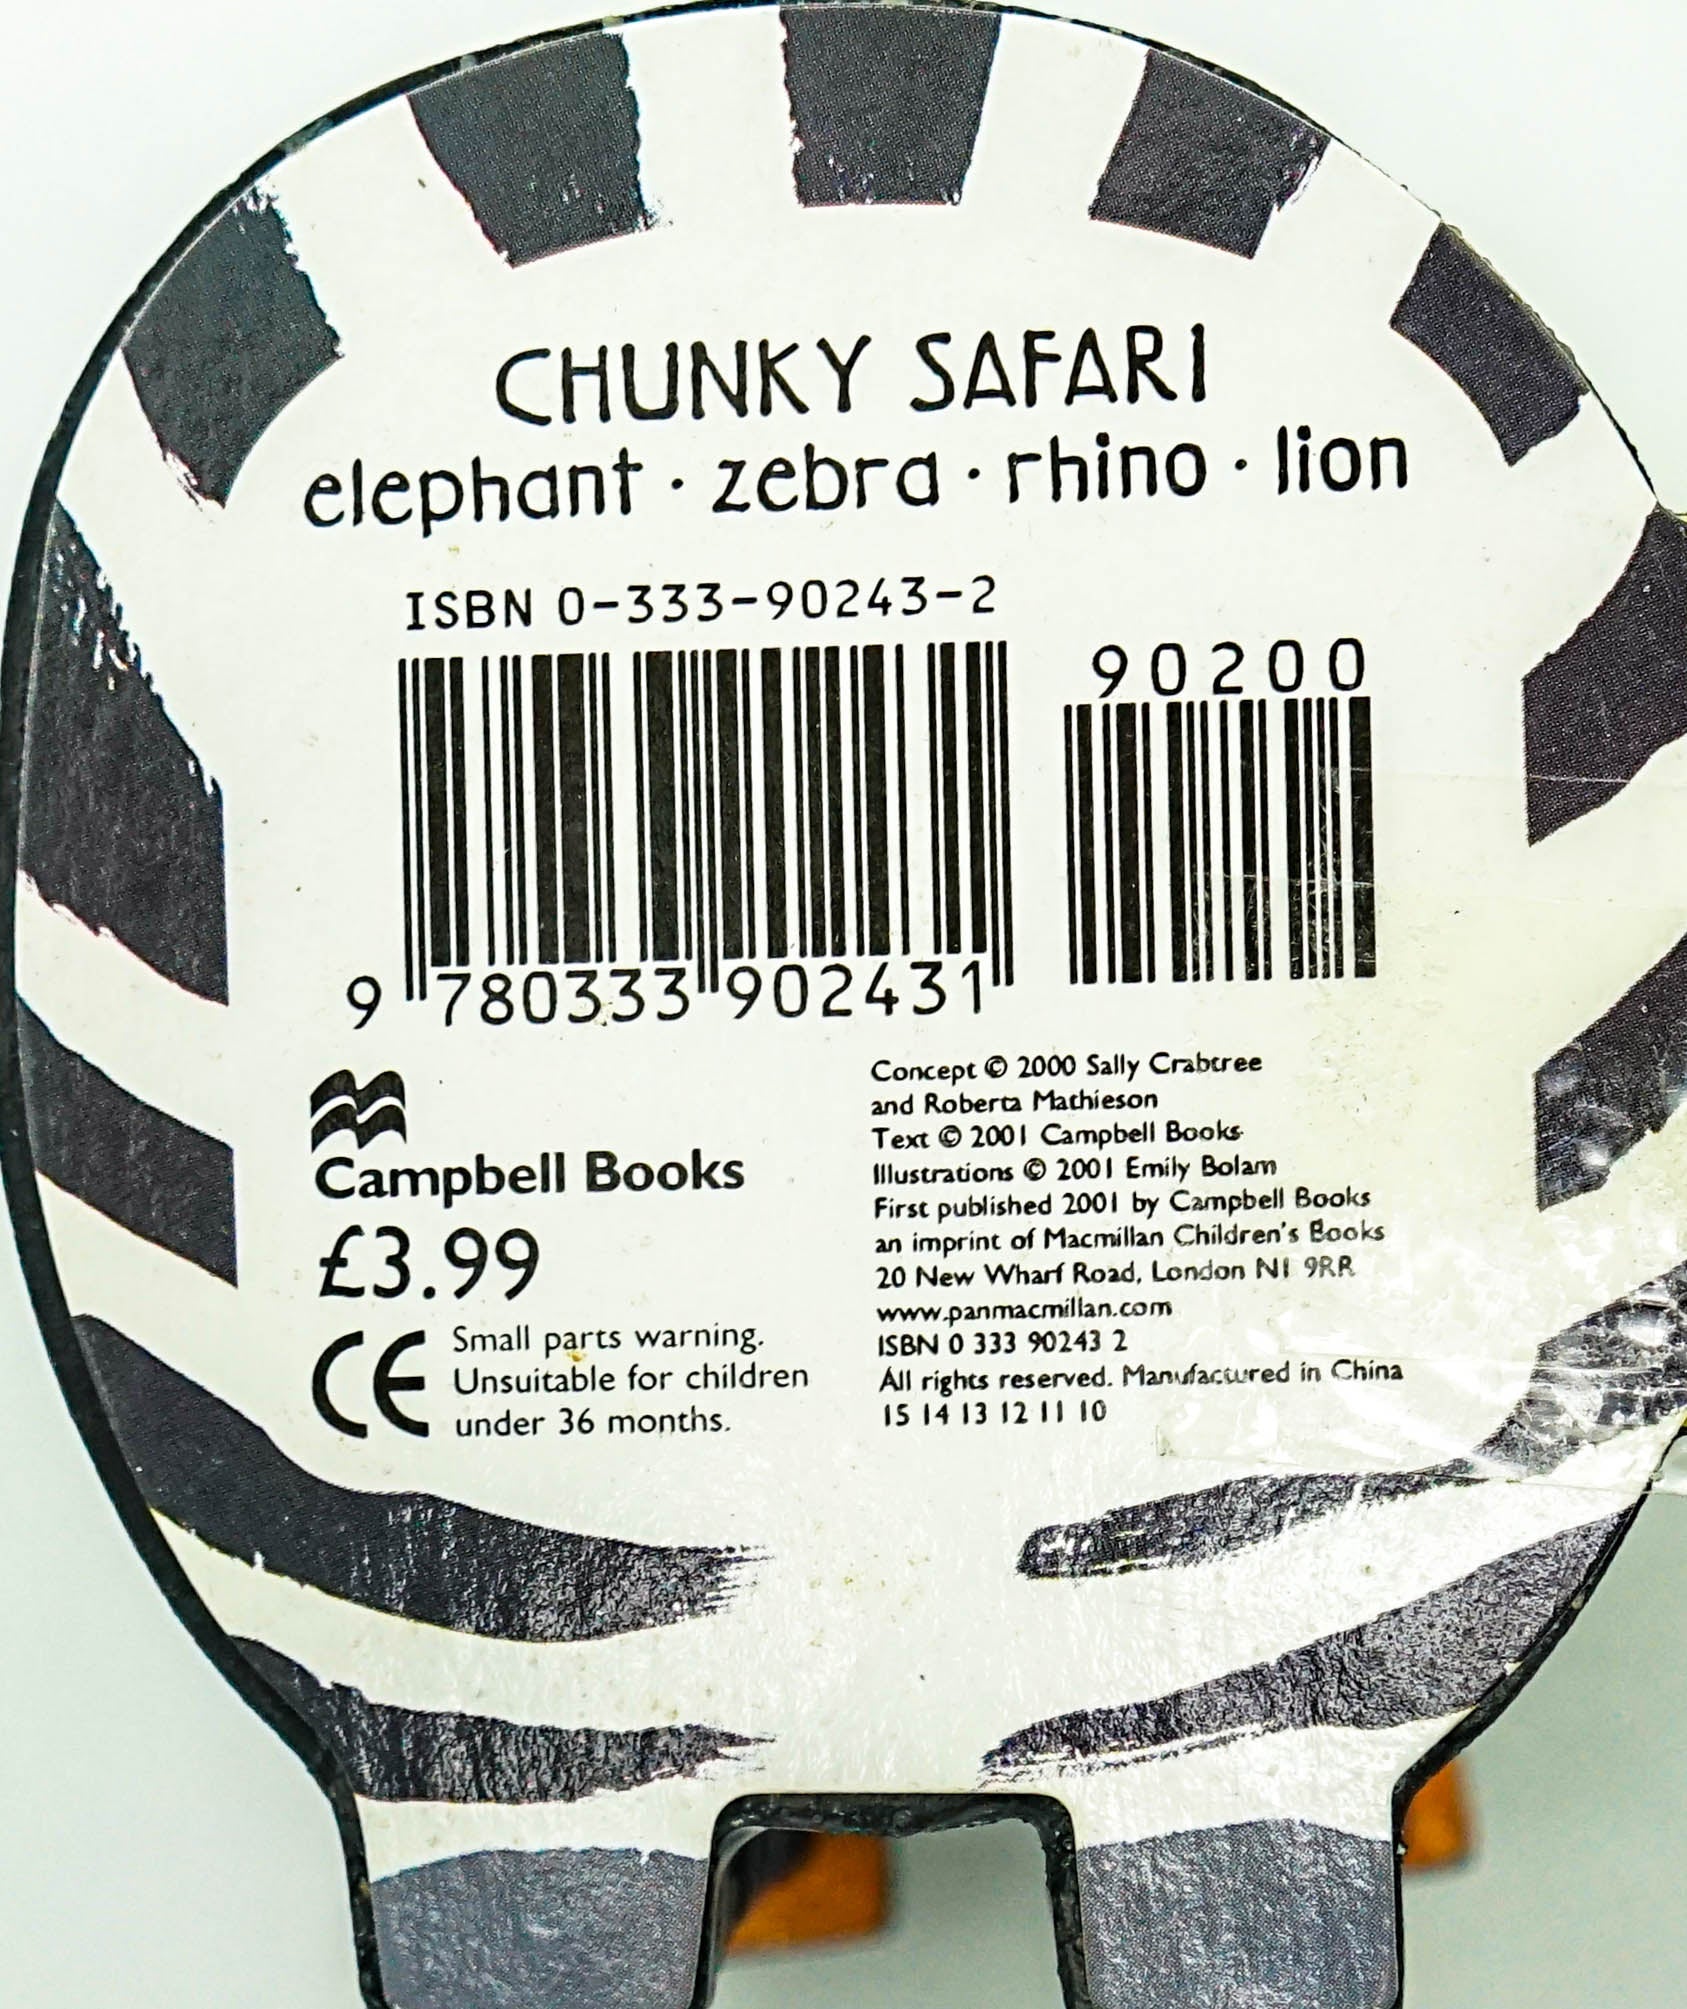 CHUNKY SAFARI
elephant · zebra · rhino · lion
ISBN 0-333-90243-2
90200
9 780333 902431
Campbell Books
£3.99
CE
Small parts warning.
Unsuitable for children
under 36 months.
Concept © 2000 Sally Crabtree
and Roberta Mathieson
Text © 2001 Campbell Books
Illustrations © 2001 Emily Bolam
First published 2001 by Campbell Books
an imprint of Macmillan Children's Books
20 New Wharf Road, London N1 9RR
www.panmacmillan.com
ISBN 0 333 90243 2
All rights reserved. Manufactured in China
15 14 13 12 11 10